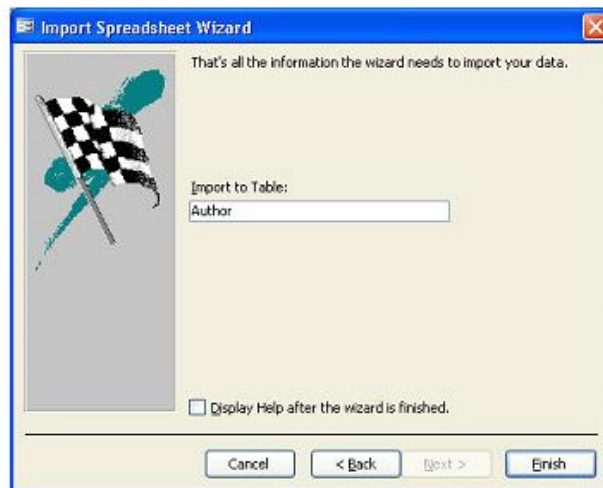 Import Spreadsheet Wizard
That's all the information the wizard needs to import your data.
Import to Table:
Author
Display Help after the wizard is finished.
Cancel
< Back
Next >
Finish